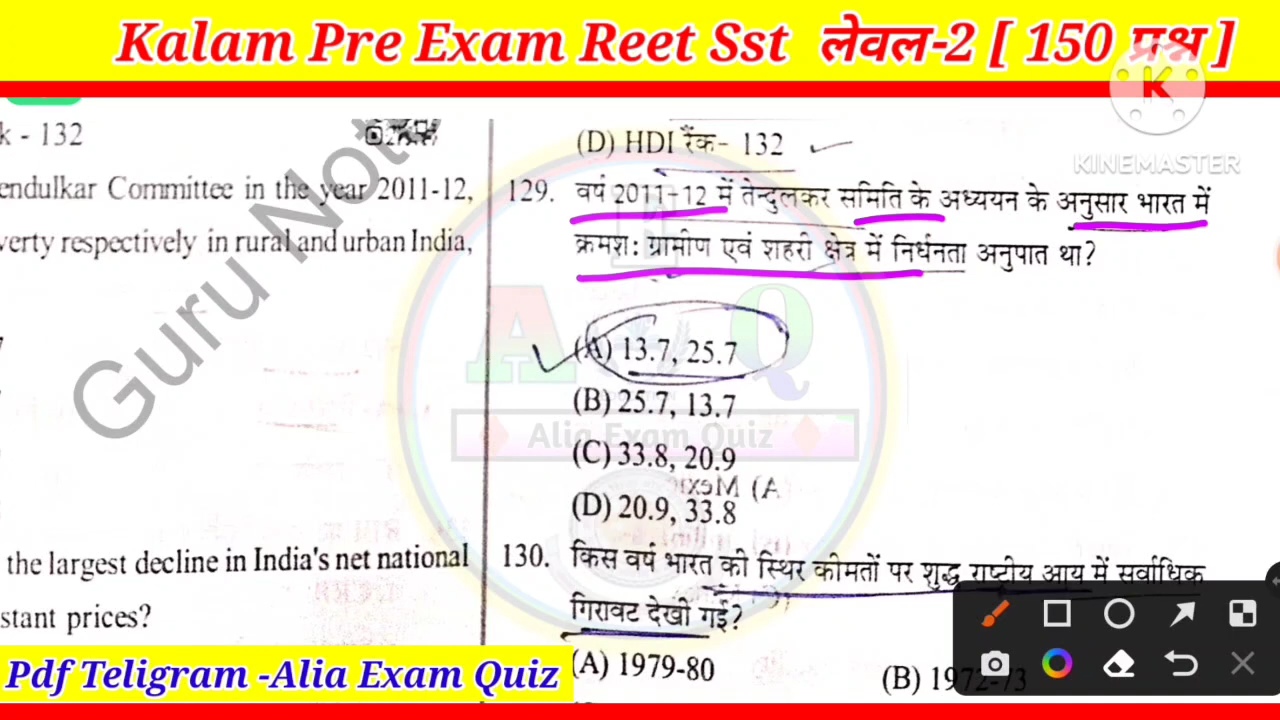 Kalam Pre Exam Reet Sst लेवल-2 [ 150 प्रश्न ]
K
KINEMASTER
k - 132
endulkar Committee in the year 2011-12,
verty respectively in rural and urban India,
the largest decline in India's net national
stant prices?
Guru Not
(D) HDI रैंक- 132
129. वर्ष 2011-12 में तेन्दुलकर समिति के अध्ययन के अनुसार भारत में
क्रमश: ग्रामीण एवं शहरी क्षेत्र में निर्धनता अनुपात था?
(A) 13.7, 25.7
(B) 25.7, 13.7
(C) 33.8, 20.9
(D) 20.9, 33.8
A Q
Alia Exam Quiz
130. किस वर्ष भारत की स्थिर कीमतों पर शुद्ध राष्ट्रीय आय में सर्वाधिक
गिरावट देखी गई?
(A) 1979-80
(B) 1972-73
Pdf Teligram -Alia Exam Quiz